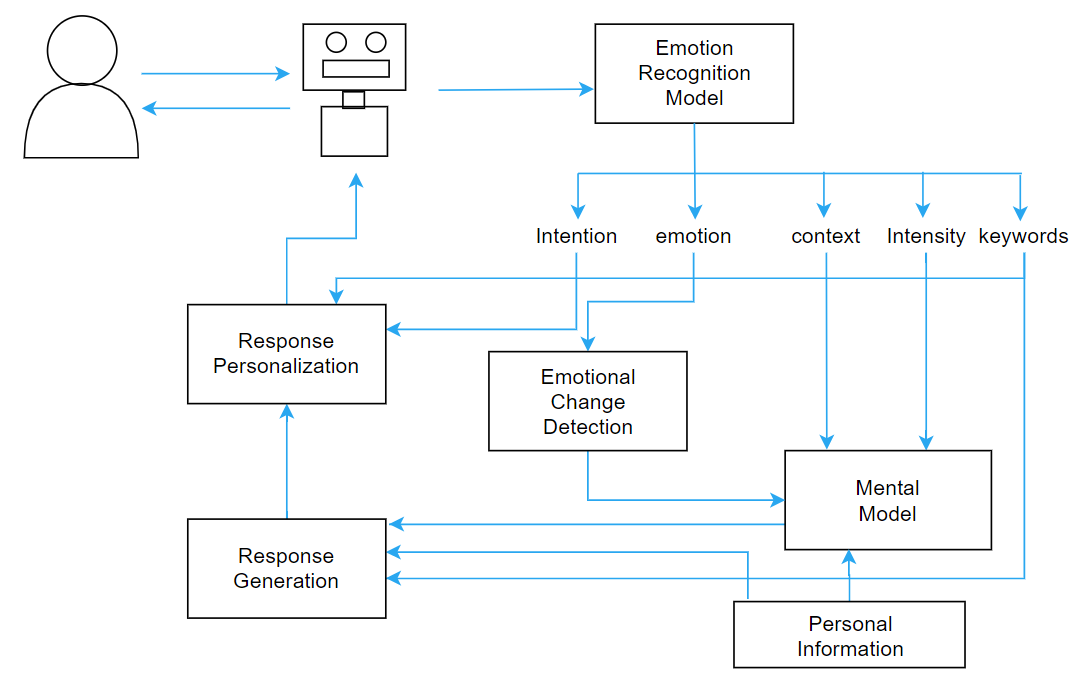 Emotion
Recognition
Model
Intention emotion context Intensity keywords
Response
Personalization
Emotional
Change
Detection
Mental
Model
Response
Generation
Personal
Information